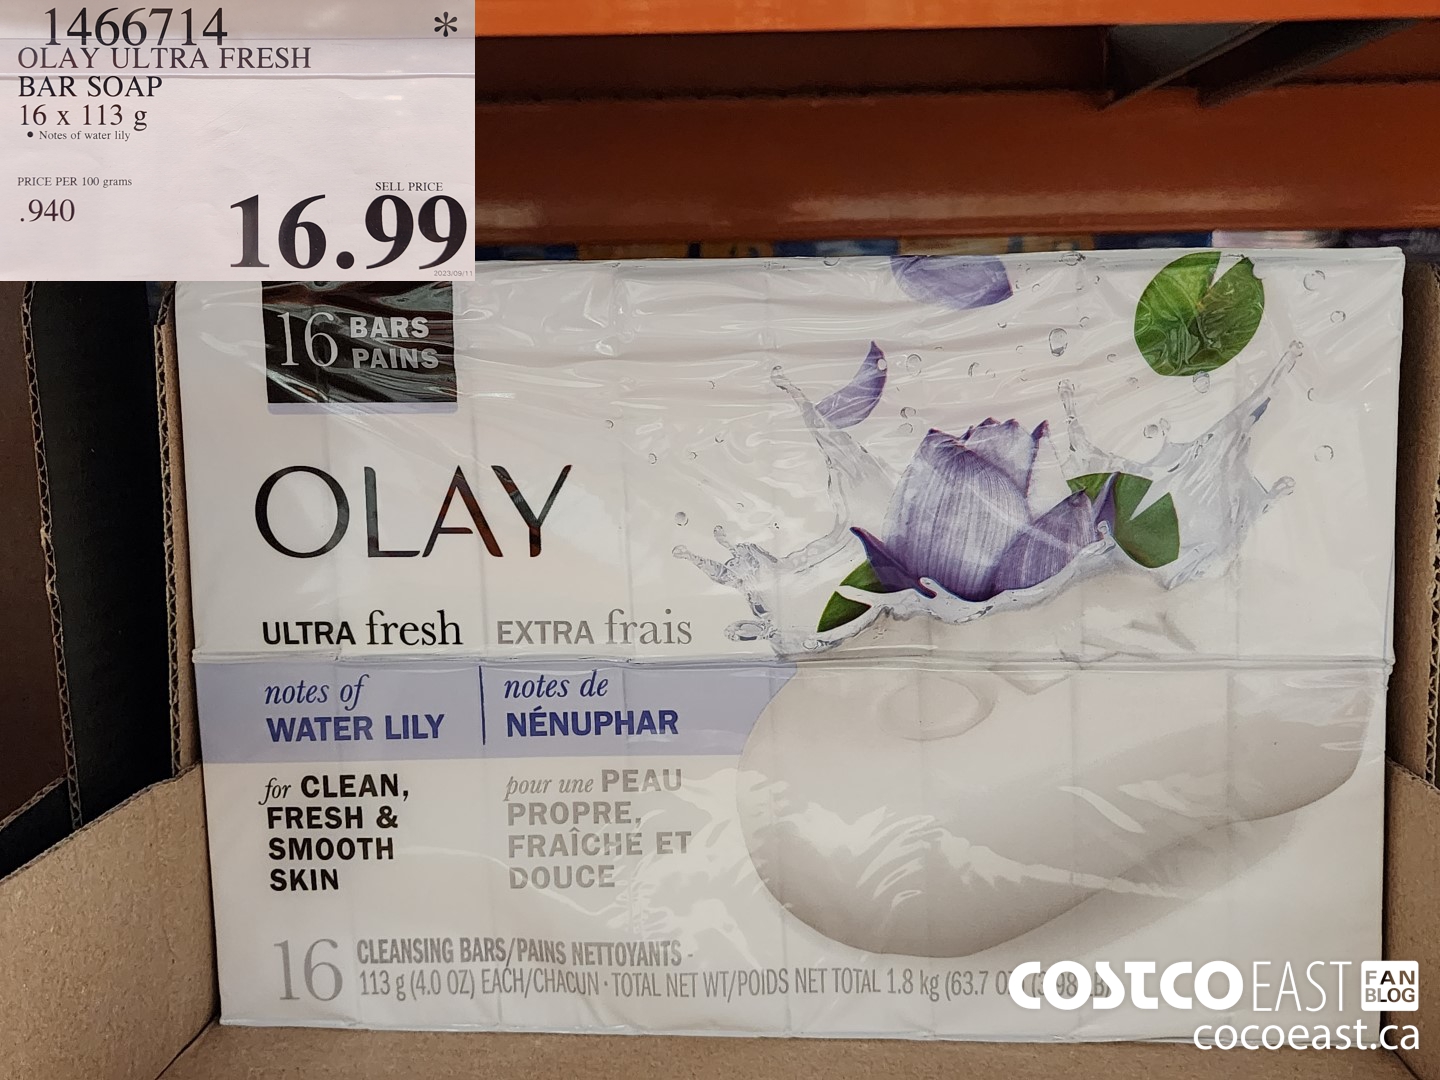 1466714 *
OLAY ULTRA FRESH
BAR SOAP
16 x 113 g
• Notes of water lily
PRICE PER 100 grams
.940
SELL PRICE
16.99
2023/09/11
16 BARS
PAINS
OLAY
ULTRA fresh EXTRA frais
notes of
WATER LILY
notes de
NÉNUPHAR
for CLEAN,
FRESH &
SMOOTH
SKIN
pour une PEAU
PROPRE,
FRAÎCHE ET
DOUCE
16 CLEANSING BARS/PAINS NETTOYANTS -
113 g (4.0 OZ) EACH/CHACUN · TOTAL NET WT/POIDS NET TOTAL 1.8 kg (63.7 
COSTCO EAST FAN
BLOG
cocoeast.ca